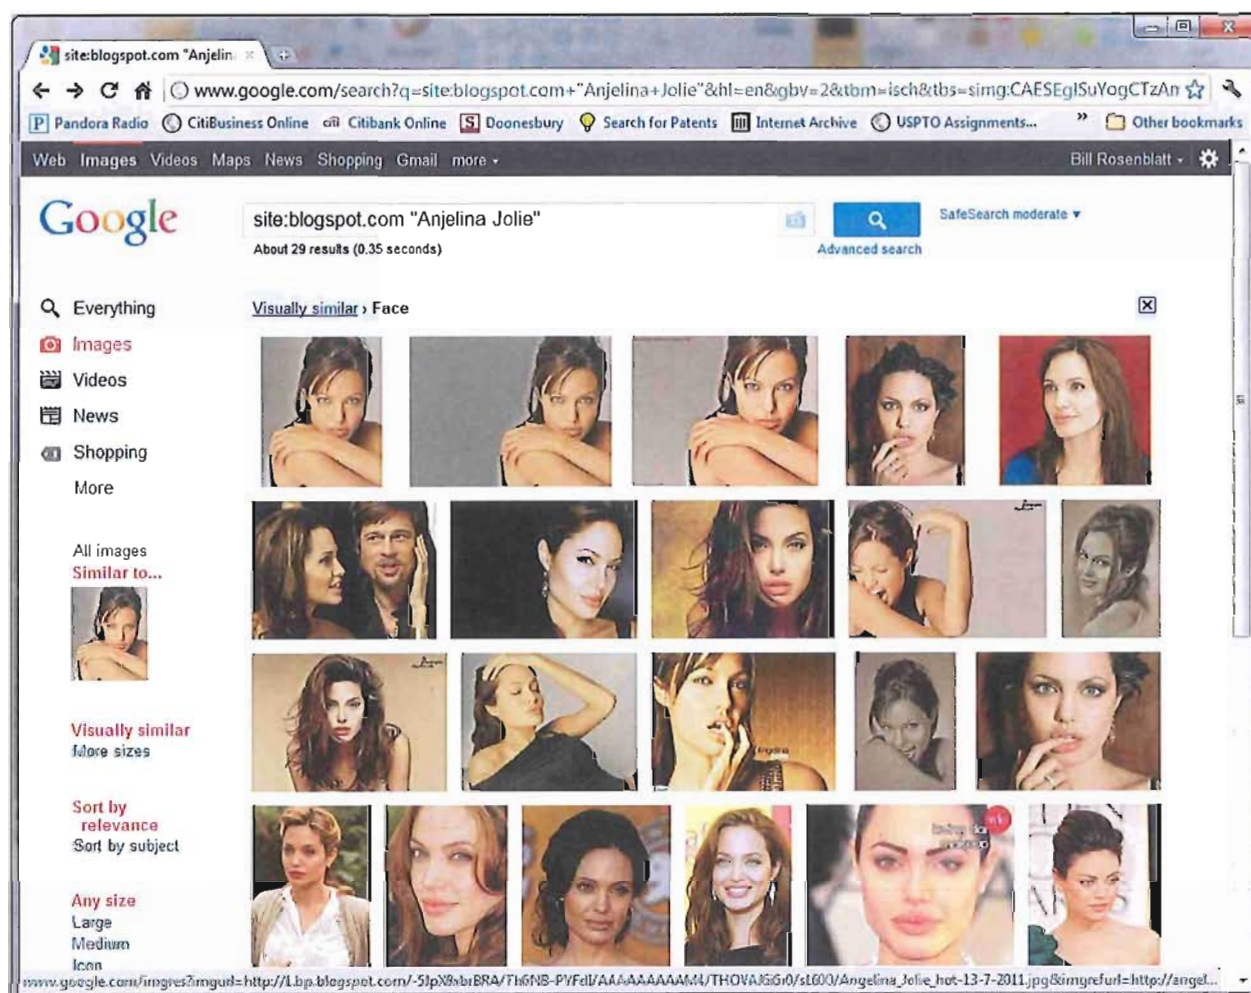 site:blogspot.com "Anjelin
www.google.com/search?q=site:blogspot.com+"Anjelina+Jolie"&hl=en&gbv=2&tbm=isch&tbs=simg:CAESEgISuYogCTzAn
Pandora Radio CitiBusiness Online citi Citibank Online S Doonesbury Search for Patents Internet Archive USPTO Assignments... » Other bookmarks
Web Images Videos Maps News Shopping Gmail more Bill Rosenblatt
Google site:blogspot.com "Anjelina Jolie" SafeSearch moderate
About 29 results (0.35 seconds) Advanced search
Everything
Visually similar › Face
Images
Videos
News
Shopping
More
All images
Similar to...
Visually similar
More sizes
Sort by
relevance
Sort by subject
Any size
Large
Medium
Icon